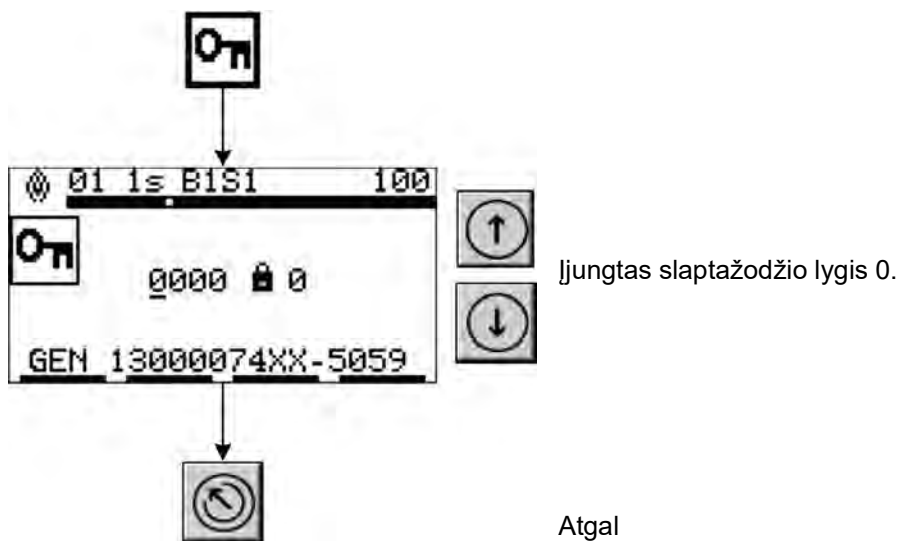 01 1s B1S1 100
0000 0
GEN 13000074XX-5059
Įjungtas slaptažodžio lygis 0.
Atgal